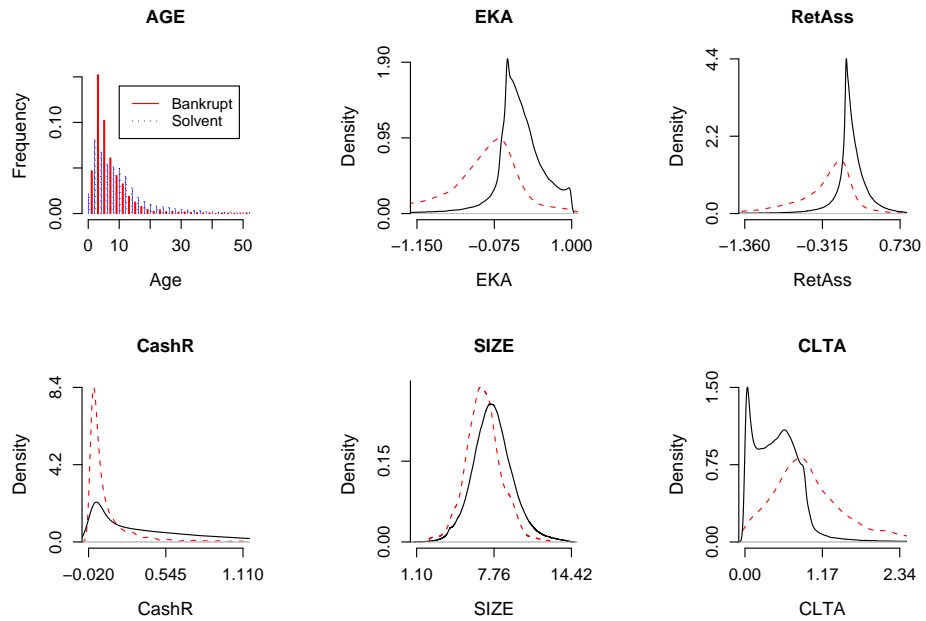 AGE
Frequency
0.00 0.10
Bankrupt
Solvent
0 10 30 50
Age
EKA
Density
0.00 0.95 1.90
−1.150 −0.075 1.000
EKA
RetAss
Density
0.0 2.2 4.4
−1.360 −0.315 0.730
RetAss
CashR
Density
0.0 4.2 8.4
−0.020 0.545 1.110
CashR
SIZE
Density
0.00 0.15
1.10 7.76 14.42
SIZE
CLTA
Density
0.00 0.75 1.50
0.00 1.17 2.34
CLTA